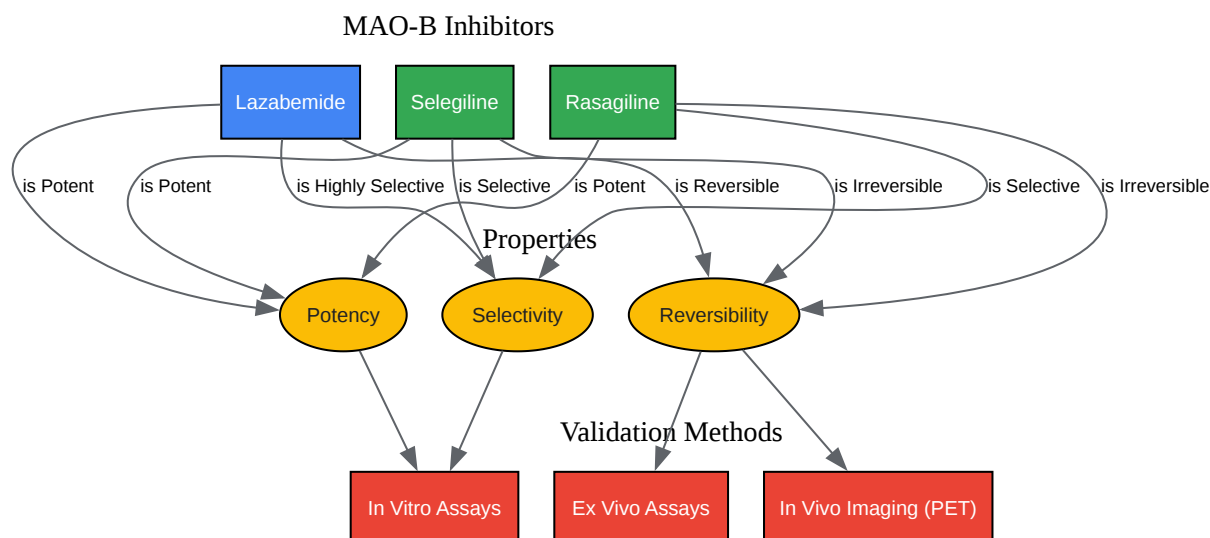 MAO-B Inhibitors
Lazabemide
Selegiline
Rasagiline
is Potent
is Potent
is Highly Selective
is Selective
is Potent
is Reversible
is Irreversible
is Selective
is Irreversible
Properties
Potency
Selectivity
Reversibility
Validation Methods
In Vitro Assays
Ex Vivo Assays
In Vivo Imaging (PET)